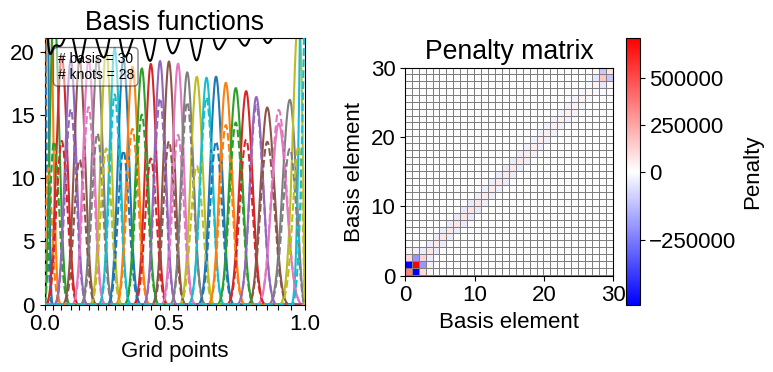 Basis functions
# basis = 30
# knots = 28
20
15
10
5
0
0.0
0.5
1.0
Grid points
Penalty matrix
Basis element
30
20
10
0
0
10
20
30
Basis element
500000
250000
0
−250000
Penalty